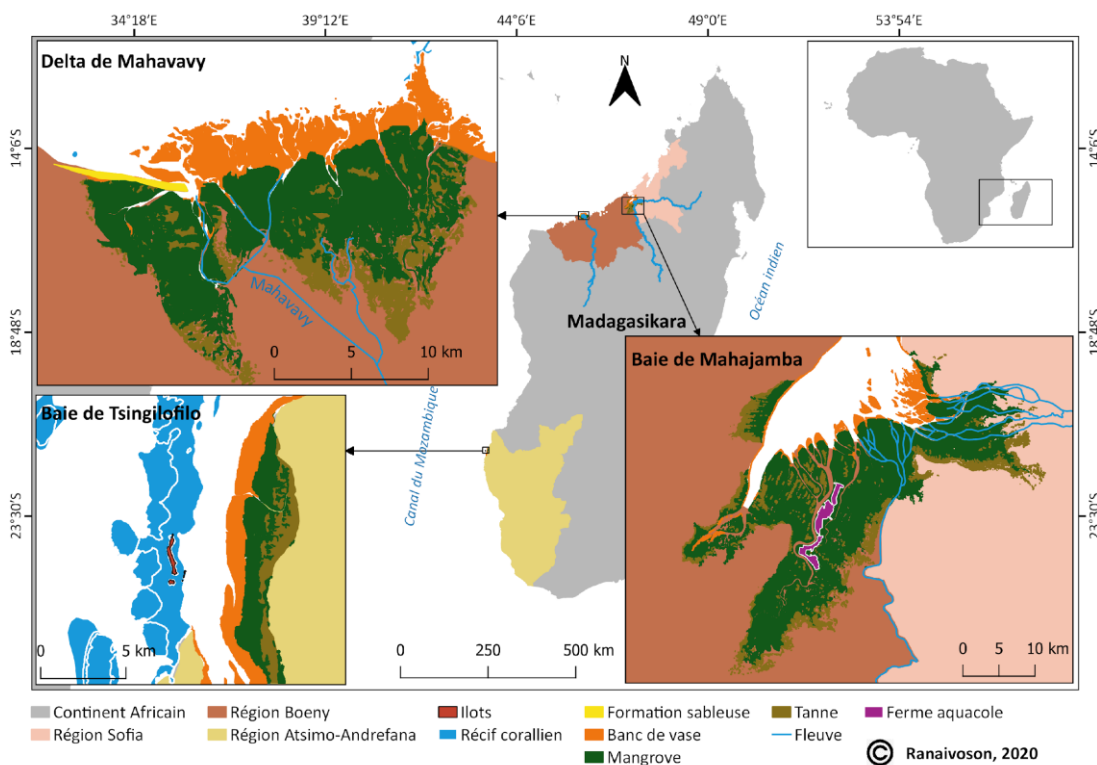 34°18'E 39°12'E 44°6'E 49°0'E 53°54'E
Delta de Mahavavy
N
14°6'S
14°6'S
Mahavavy
0 5 10 km
Océan indien
Madagasikara
18°48'S
18°48'S
Baie de Mahajamba
Baie de Tsingilofilo
Canal du Mozambique
23°30'S
23°30'S
0 5 km
0 250 500 km
0 5 10 km
Continent Africain
Région Boeny
Ilots
Formation sableuse
Tanne
Ferme aquacole
Région Sofia
Région Atsimo-Andrefana
Récif corallien
Banc de vase
Fleuve
Mangrove
© Ranaivoson, 2020